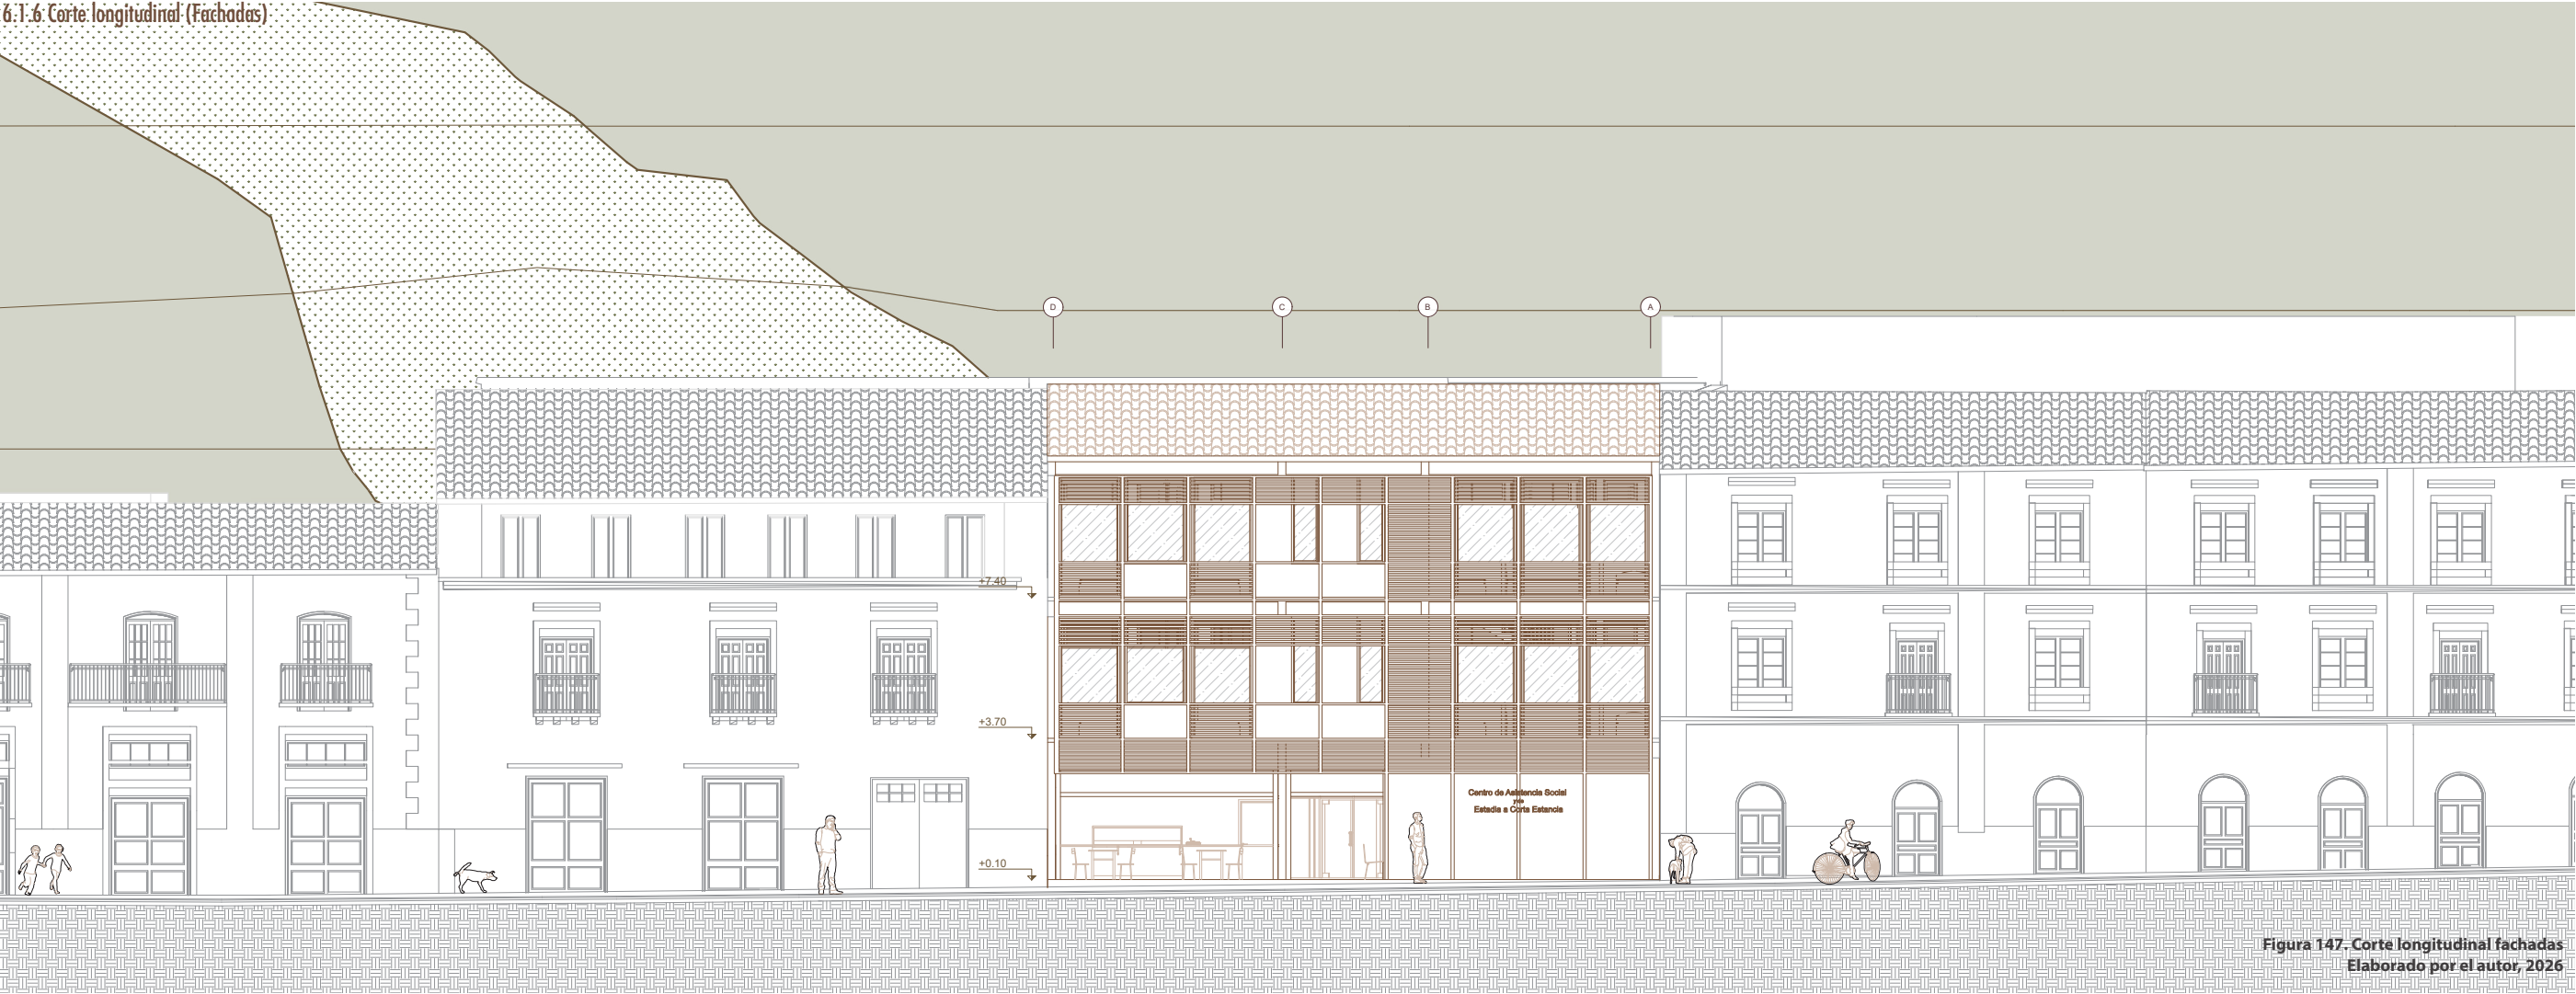 6.1.6 Corte longitudinal (Fachadas)
D
C
B
A
+7.40
+3.70
+0.10
Centro de Asistencia Social
Estadía a Corta Estancia
Figura 147. Corte longitudinal fachadas
Elaborado por el autor, 2026